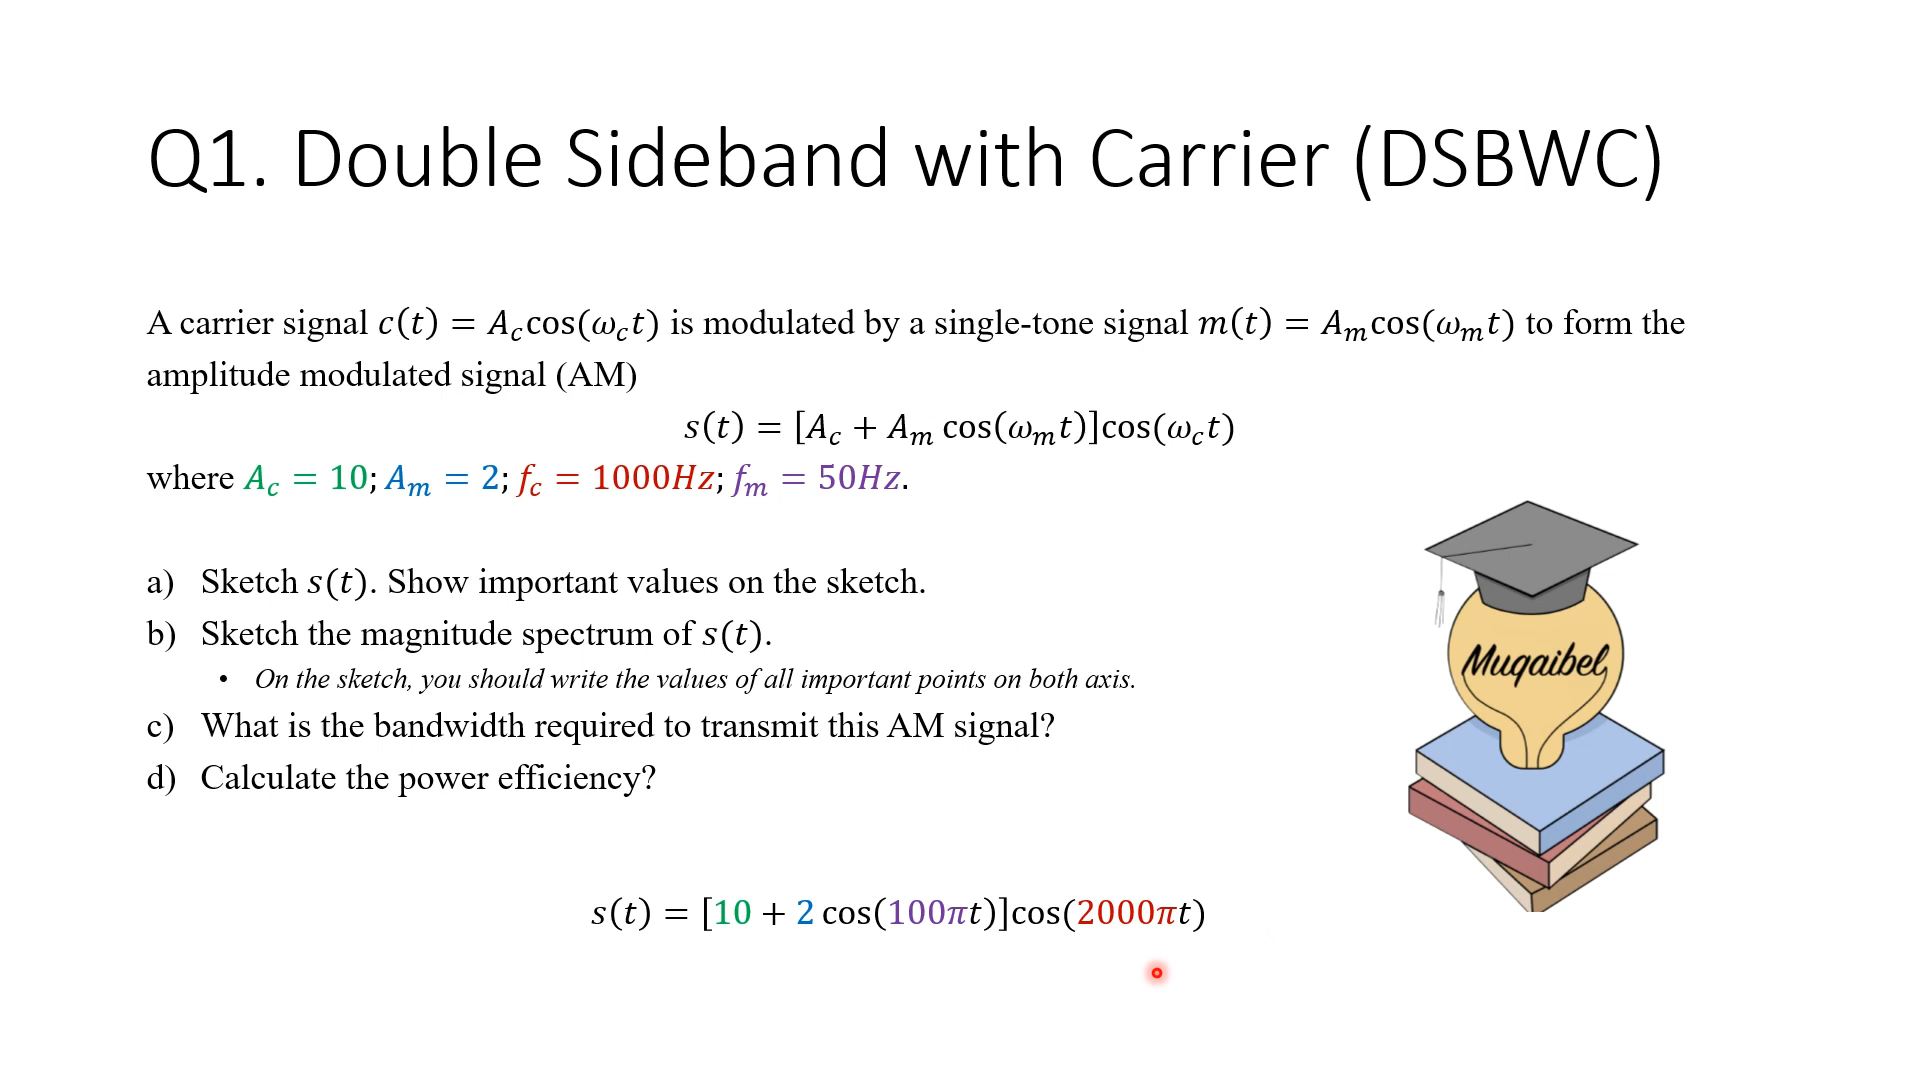 Q1. Double Sideband with Carrier (DSBWC)
A carrier signal c(t) = A_c cos(ω_c t) is modulated by a single-tone signal m(t) = A_m cos(ω_m t) to form the
amplitude modulated signal (AM)
s(t) = [A_c + A_m cos(ω_m t)]cos(ω_c t)
where A_c = 10; A_m = 2; f_c = 1000Hz; f_m = 50Hz.
a) Sketch s(t). Show important values on the sketch.
b) Sketch the magnitude spectrum of s(t).
• On the sketch, you should write the values of all important points on both axis.
c) What is the bandwidth required to transmit this AM signal?
d) Calculate the power efficiency?
Muqaibel
s(t) = [10 + 2 cos(100πt)]cos(2000πt)